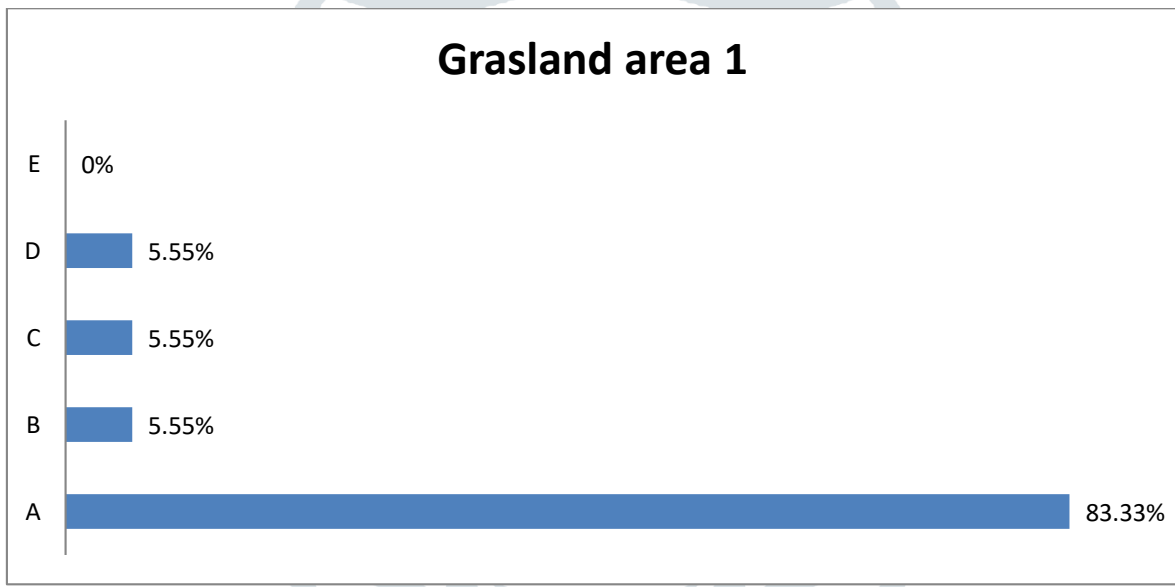 Grasland area 1
E 0%
D 5.55%
C 5.55%
B 5.55%
A 83.33%